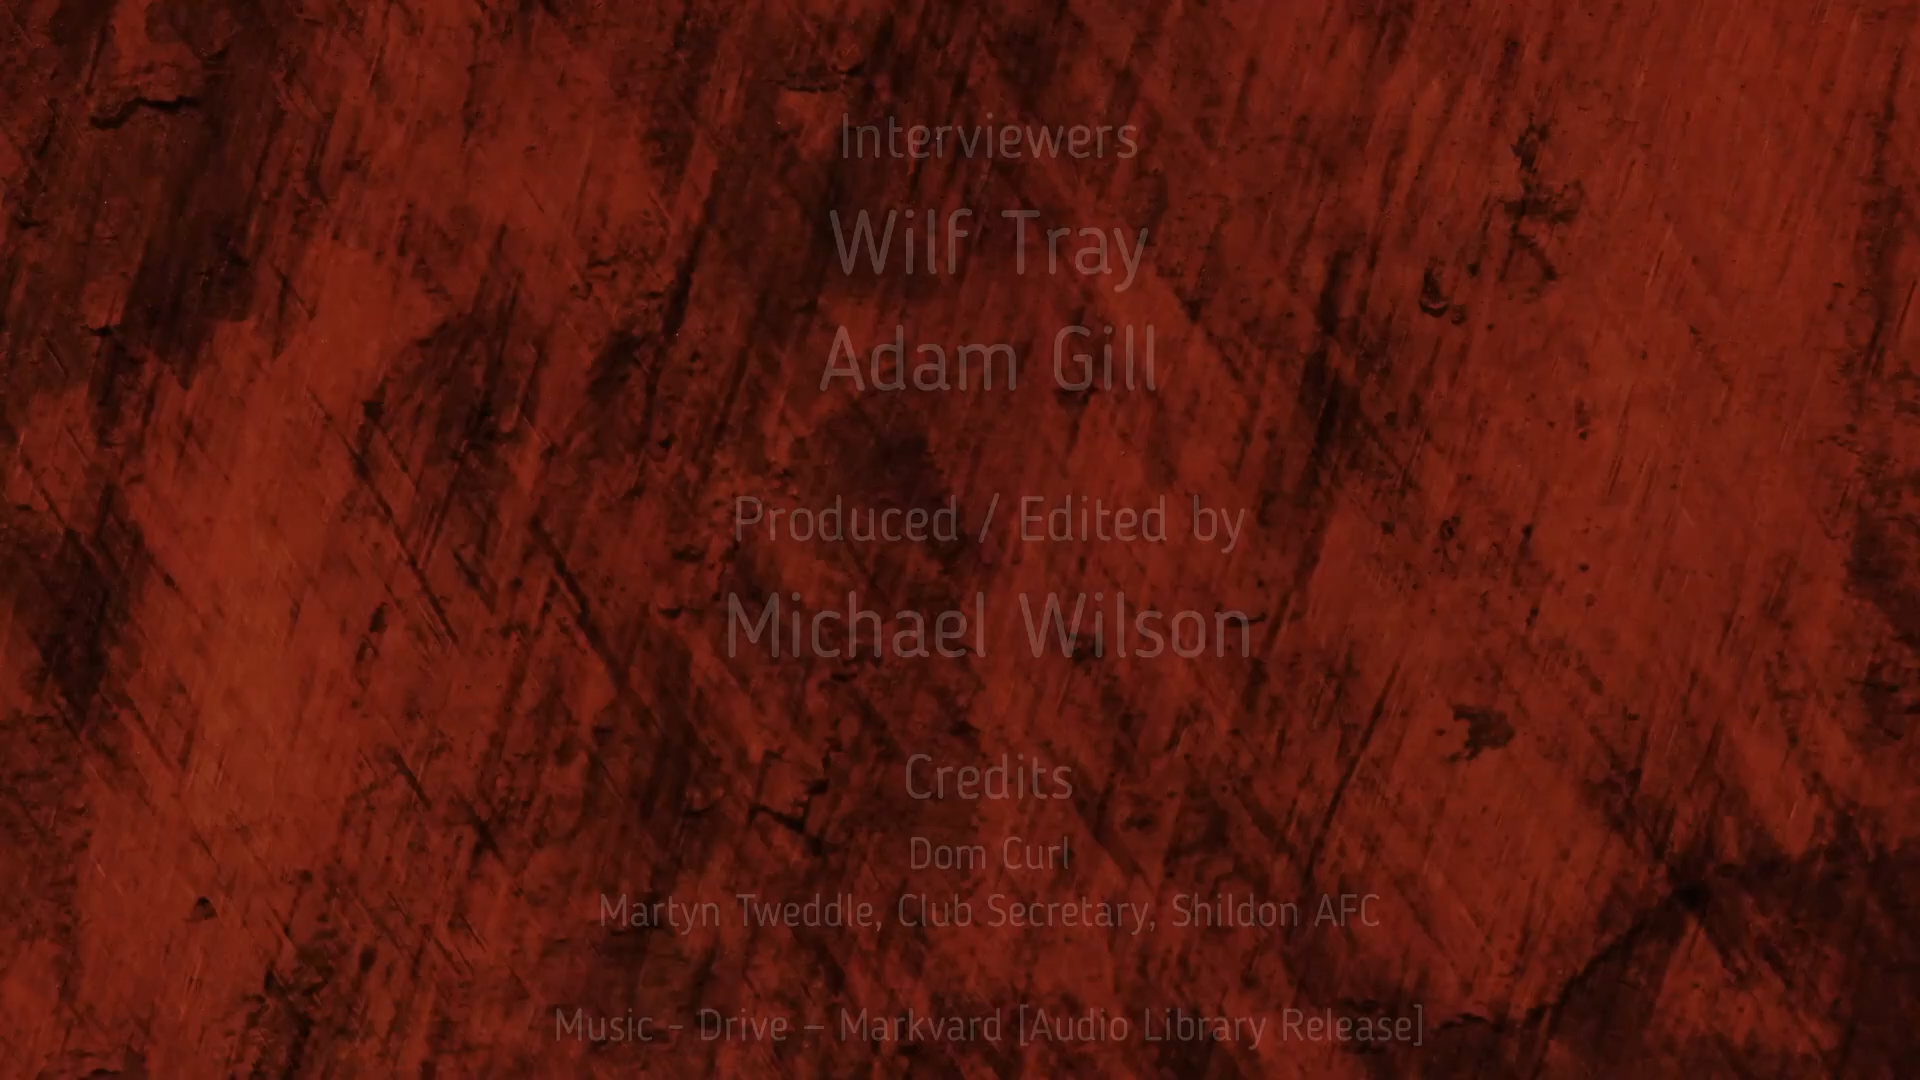 Interviewers
Wilf Tray
Adam Gill
Produced / Edited by
Michael Wilson
Credits
Dom Curl
Martyn Tweddle, Club Secretary, Shildon AFC
Music - Drive – Markvard [Audio Library Release]